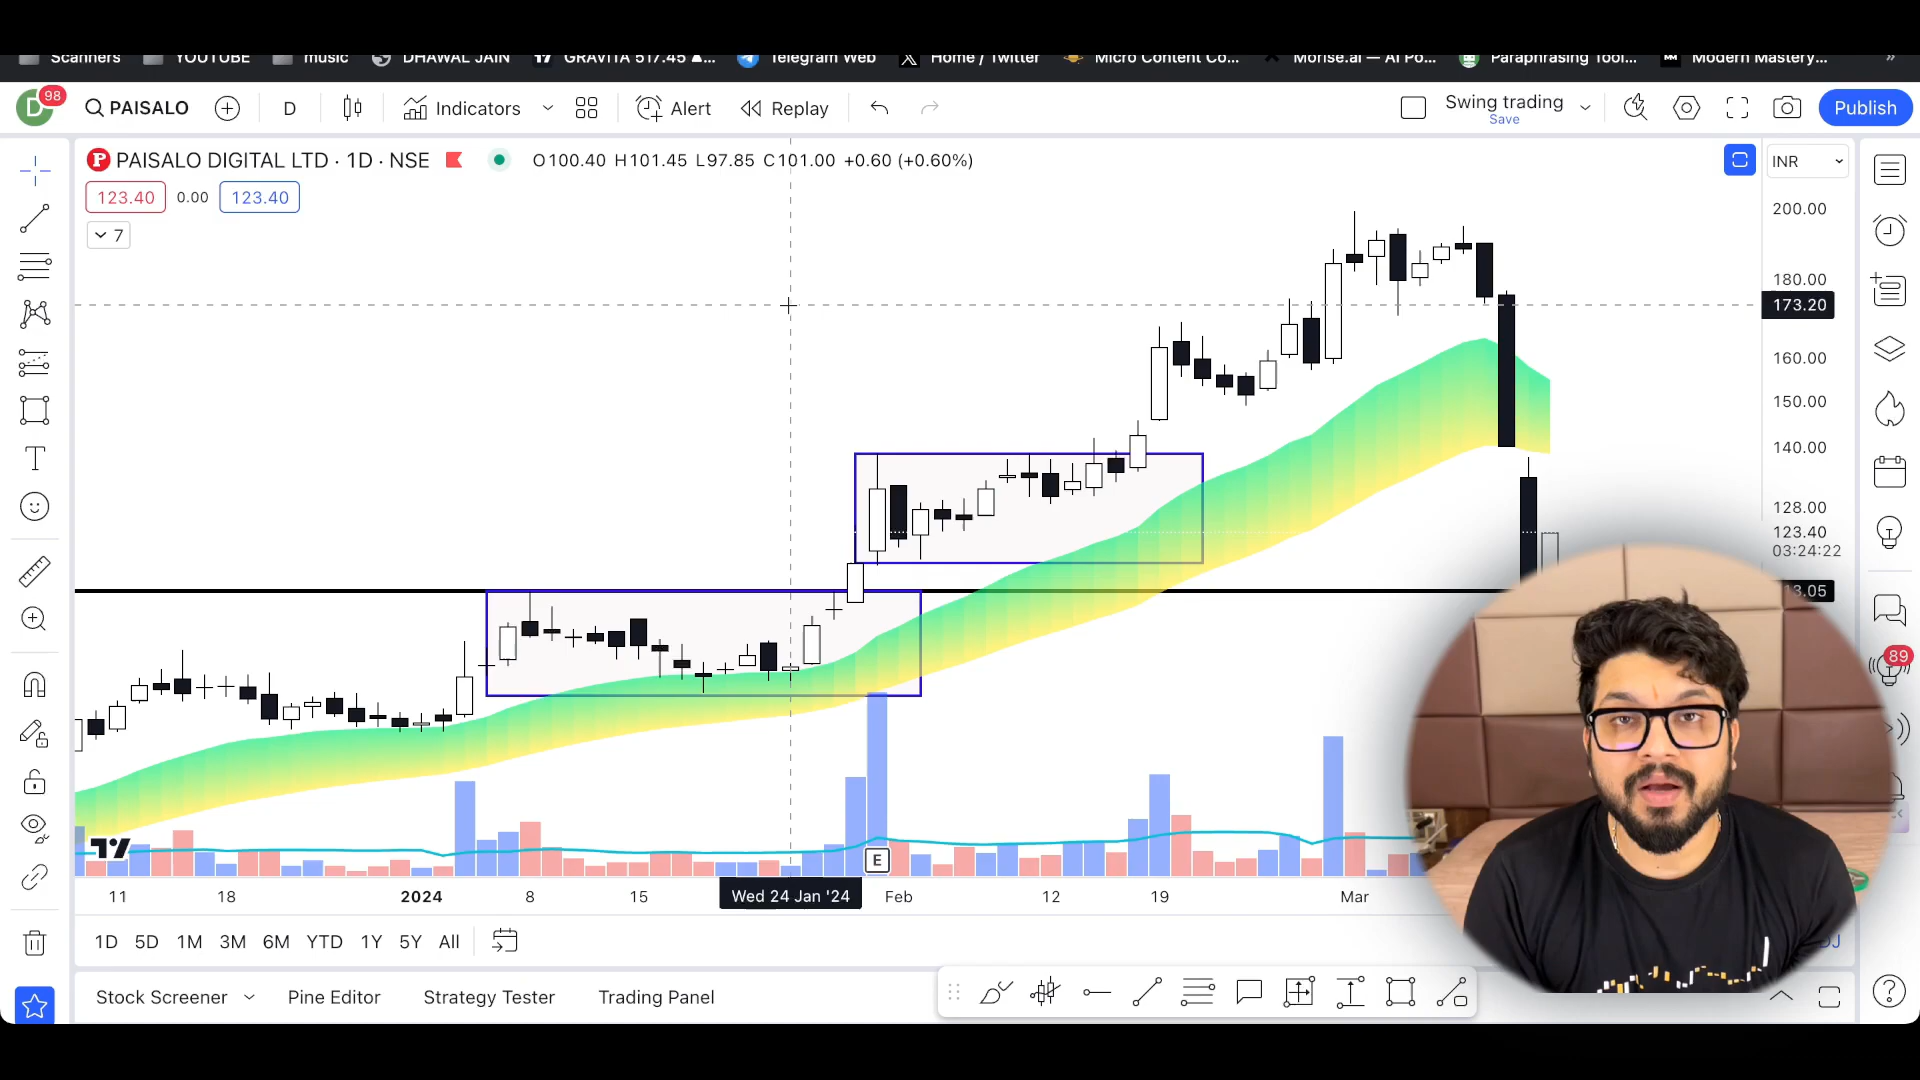 Scanners YOUTUBE music DHAWAL JAIN GRAVITA 517.45 ▲... Telegram Web Home / Twitter Micro Content Co... Morise.ai — AI Po... Paraphrasing Tool... Modern Mastery... »
D 98 PAISALO D Indicators Alert Replay Swing trading Save Publish
P PAISALO DIGITAL LTD · 1D · NSE O100.40 H101.45 L97.85 C101.00 +0.60 (+0.60%) INR
123.40 0.00 123.40
7
200.00
180.00
173.20
160.00
150.00
140.00
128.00
123.40
03:24:22
3.05
89
E
11 18 2024 8 15 Wed 24 Jan '24 Feb 12 19 Mar
1D 5D 1M 3M 6M YTD 1Y 5Y All
Stock Screener Pine Editor Strategy Tester Trading Panel